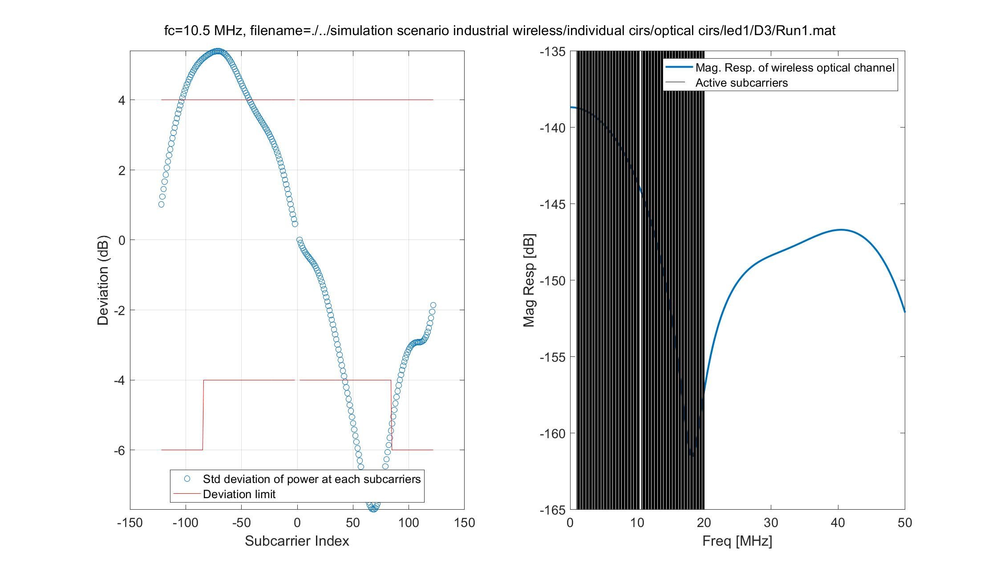 fc=10.5 MHz, filename=./../simulation scenario industrial wireless/individual cirs/optical cirs/led1/D3/Run1.mat
4
2
0
-2
-4
-6
Deviation (dB)
Std deviation of power at each subcarriers
Deviation limit
-150 -100 -50 0 50 100 150
Subcarrier Index
-135
-140
-145
-150
-155
-160
-165
Mag Resp [dB]
Mag. Resp. of wireless optical channel
Active subcarriers
0 10 20 30 40 50
Freq [MHz]